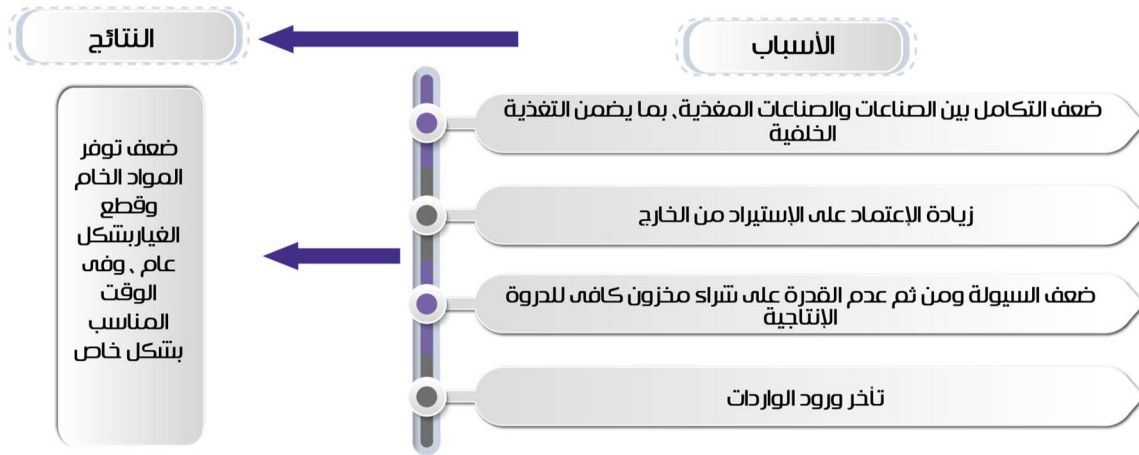 الأسباب
النتائج
ضعف التكامل بين الصناعات والصناعات المغذية، بما يضمن التغذية
الخلفية
زيادة الإعتماد على الإستيراد من الخارج
ضعف السيولة ومن ثم عدم القدرة على شراء مخزون كافى للدروة
الإنتاجية
تأخر ورود الواردات
ضعف توفر
المواد الخام
وقطع
الغياربشكل
عام ، وفى
الوقت
المناسب
بشكل خاص